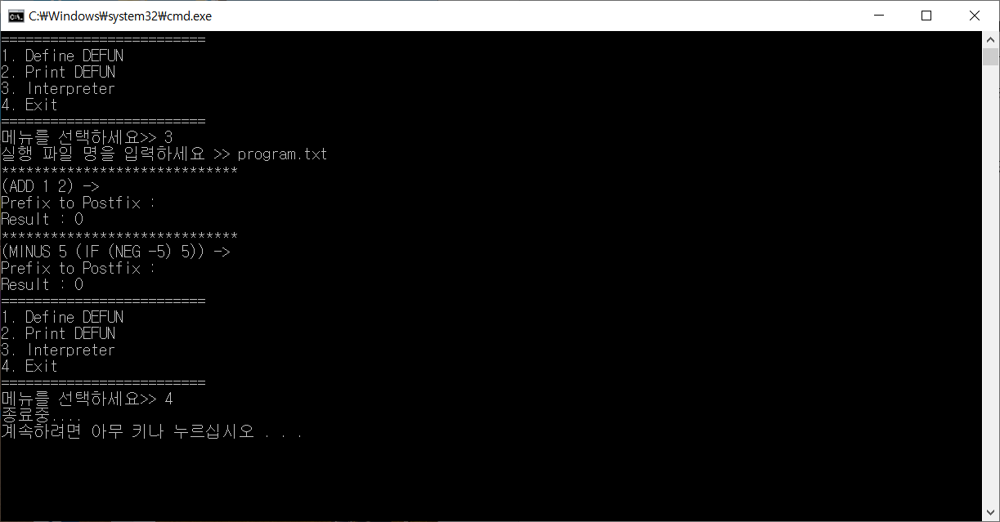 C:₩Windows₩system32₩cmd.exe
=========================
1. Define DEFUN
2. Print DEFUN
3. Interpreter
4. Exit
=========================
메뉴를 선택하세요>> 3
실행 파일 명을 입력하세요 >> program.txt
*****************************
(ADD 1 2) ->
Prefix to Postfix :
Result : 0
*****************************
(MINUS 5 (IF (NEG -5) 5)) ->
Prefix to Postfix :
Result : 0
=========================
1. Define DEFUN
2. Print DEFUN
3. Interpreter
4. Exit
=========================
메뉴를 선택하세요>> 4
종료중....
계속하려면 아무 키나 누르십시오 . . .